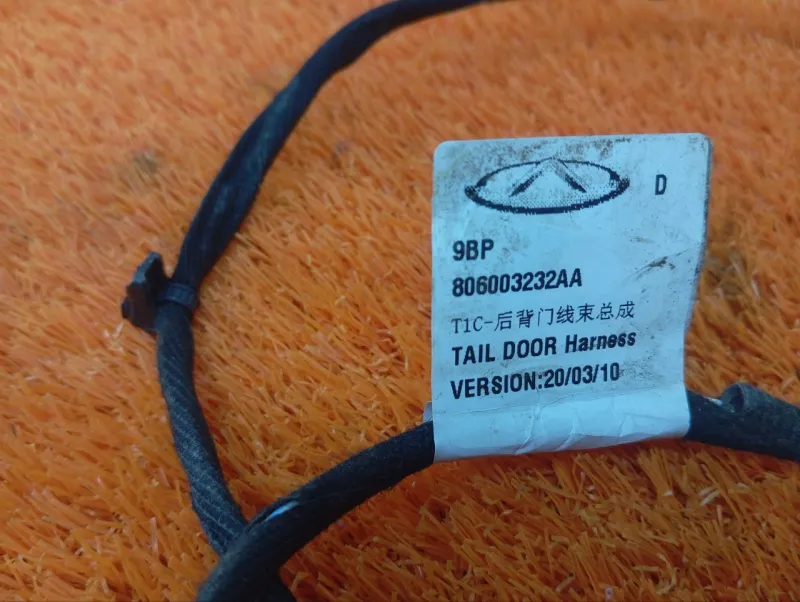 D
9BP
806003232AA
T1C-后背门线束总成
TAIL DOOR Harness
VERSION:20/03/10